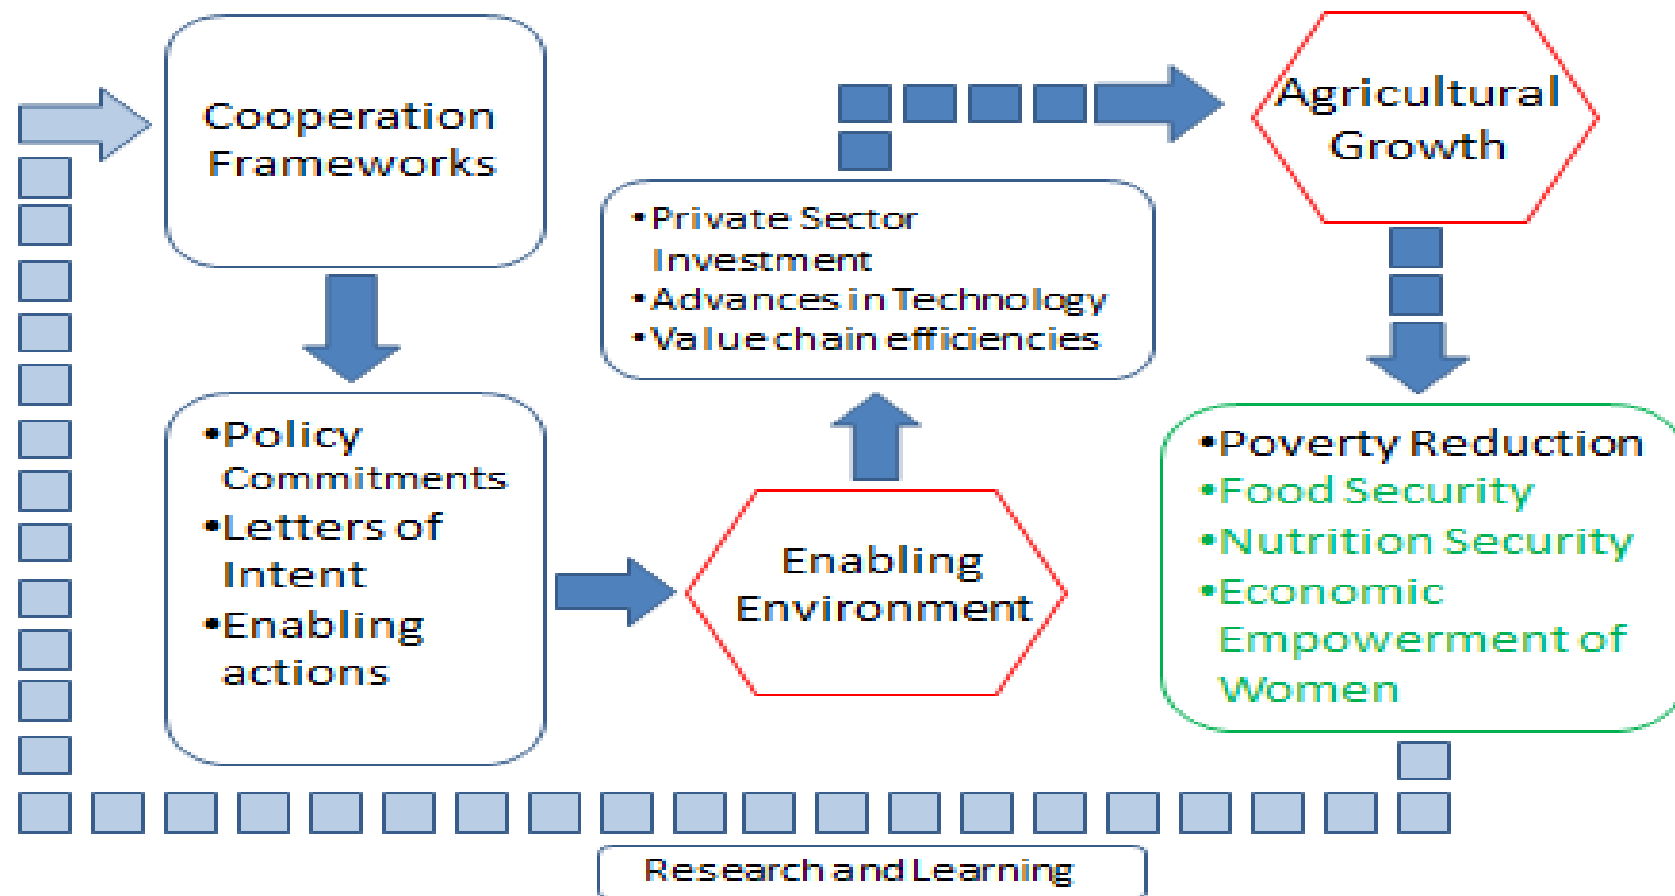 Cooperation
Frameworks
•Policy
Commitments
•Letters of
Intent
•Enabling
actions
Enabling
Environment
•Private Sector
Investment
•Advances in Technology
•Value chain efficiencies
Agricultural
Growth
•Poverty Reduction
•Food Security
•Nutrition Security
•Economic
Empowerment of
Women
Research and Learning